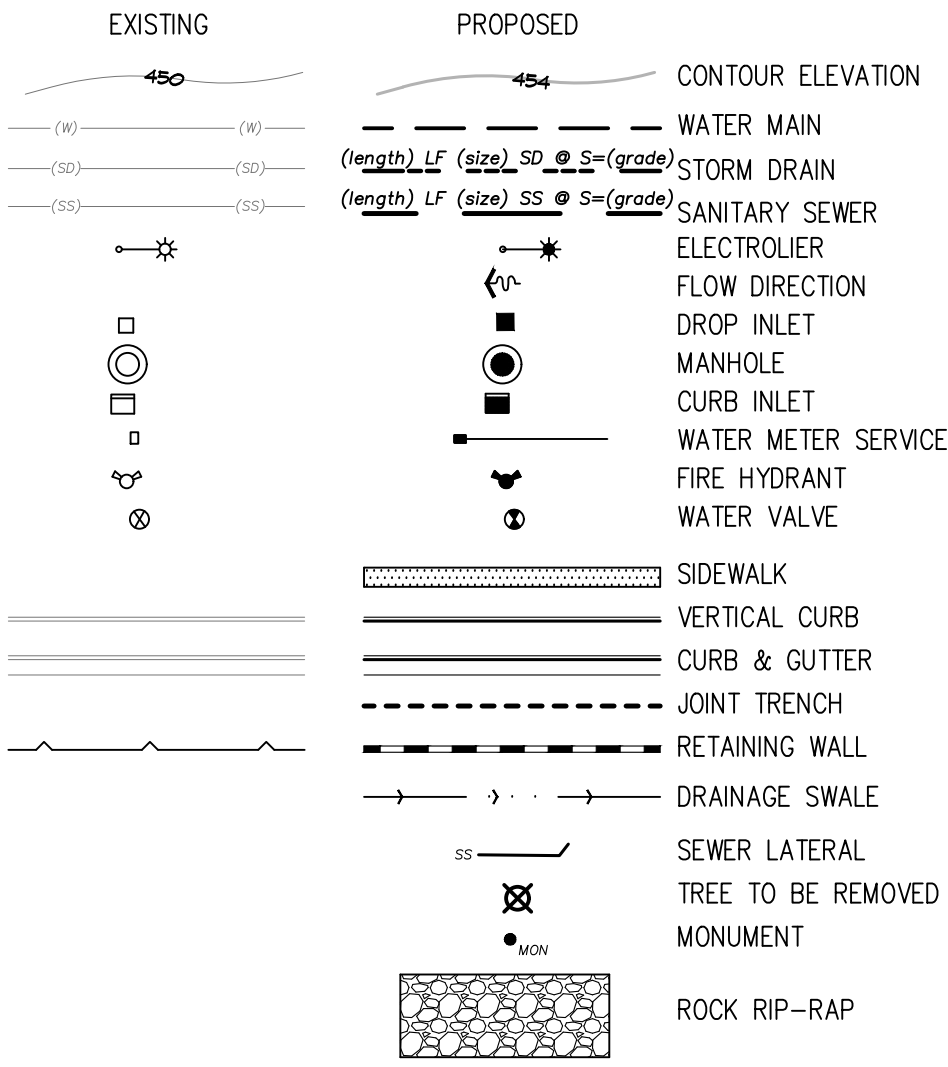 EXISTING PROPOSED
450 454 CONTOUR ELEVATION
(W) (W) WATER MAIN
(length) LF (size) SD @ S=(grade)
(SD) (SD) STORM DRAIN
(length) LF (size) SS @ S=(grade)
(SS) (SS) SANITARY SEWER
ELECTROLIER
FLOW DIRECTION
DROP INLET
MANHOLE
CURB INLET
WATER METER SERVICE
FIRE HYDRANT
WATER VALVE
SIDEWALK
VERTICAL CURB
CURB & GUTTER
JOINT TRENCH
RETAINING WALL
DRAINAGE SWALE
SS SEWER LATERAL
TREE TO BE REMOVED
MON MONUMENT
ROCK RIP-RAP